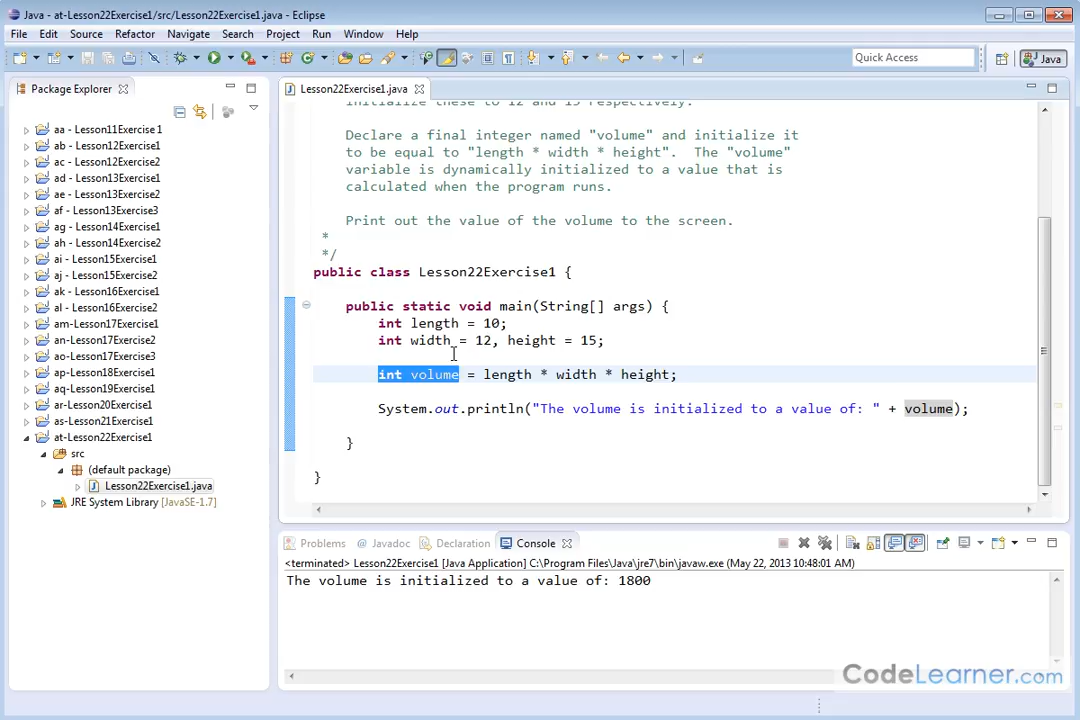 Java - at-Lesson22Exercise1/src/Lesson22Exercise1.java - Eclipse
File Edit Source Refactor Navigate Search Project Run Window Help
Quick Access
Java
Package Explorer
Lesson22Exercise1.java
aa - Lesson11Exercise1
ab - Lesson12Exercise1
ac - Lesson12Exercise2
ad - Lesson13Exercise1
ae - Lesson13Exercise2
af - Lesson13Exercise3
ag - Lesson14Exercise1
ah - Lesson14Exercise2
ai - Lesson15Exercise1
aj - Lesson15Exercise2
ak - Lesson16Exercise1
al - Lesson16Exercise2
am-Lesson17Exercise1
an-Lesson17Exercise2
ao-Lesson17Exercise3
ap-Lesson18Exercise1
aq-Lesson19Exercise1
ar-Lesson20Exercise1
as-Lesson21Exercise1
at-Lesson22Exercise1
src
(default package)
Lesson22Exercise1.java
JRE System Library [JavaSE-1.7]
initialize these to 12 and 15 respectively.
Declare a final integer named "volume" and initialize it
to be equal to "length * width * height". The "volume"
variable is dynamically initialized to a value that is
calculated when the program runs.
Print out the value of the volume to the screen.
*
*/
public class Lesson22Exercise1 {
public static void main(String[] args) {
int length = 10;
int width = 12, height = 15;
int volume = length * width * height;
System.out.println("The volume is initialized to a value of: " + volume);
}
}
Problems @ Javadoc Declaration Console
<terminated> Lesson22Exercise1 [Java Application] C:\Program Files\Java\jre7\bin\javaw.exe (May 22, 2013 10:48:01 AM)
The volume is initialized to a value of: 1800
CodeLearner.com